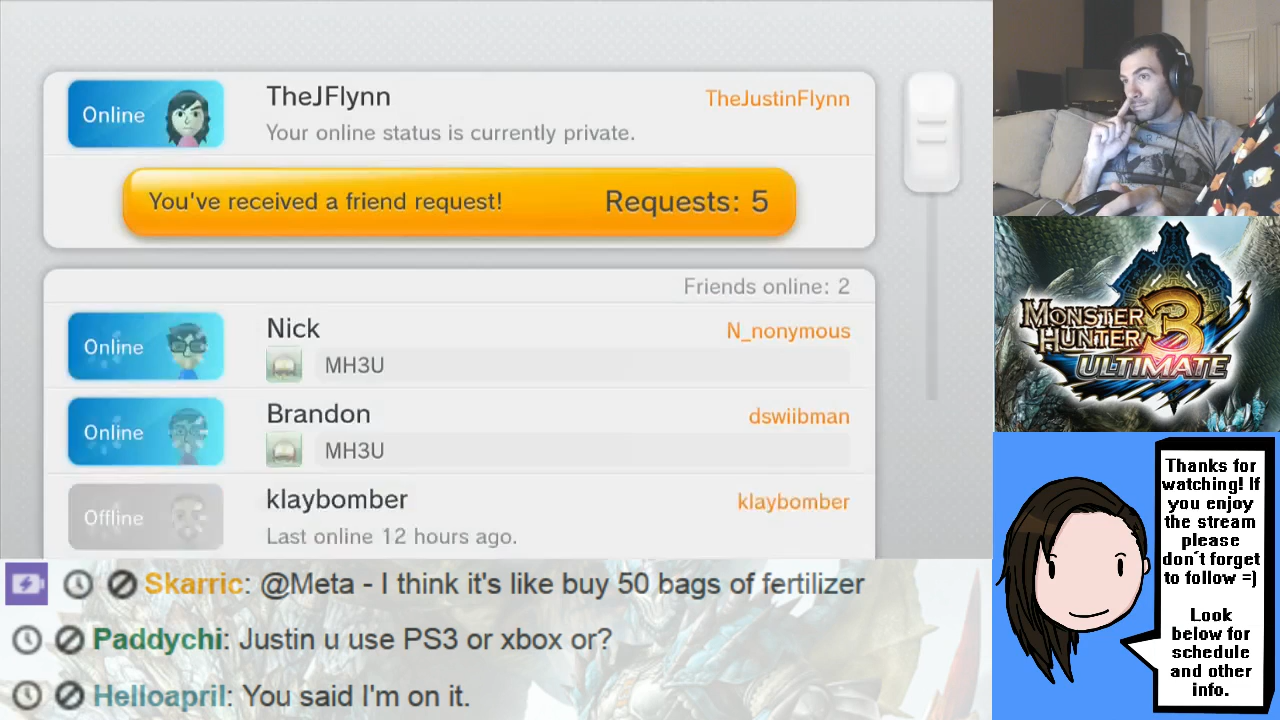 Online
TheJFlynn
TheJustinFlynn
Your online status is currently private.
You've received a friend request!
Requests: 5
Friends online: 2
Online
Nick
N_nonymous
MH3U
Online
Brandon
dswiibman
MH3U
Offline
klaybomber
klaybomber
Last online 12 hours ago.
Skarric: @Meta - I think it's like buy 50 bags of fertilizer
Paddychi: Justin u use PS3 or xbox or?
Helloapril: You said I'm on it.
MONSTER
HUNTER
3
ULTIMATE
Thanks for
watching! If
you enjoy
the stream
please
don´t forget
to follow =)
Look
below for
schedule
and other
info.